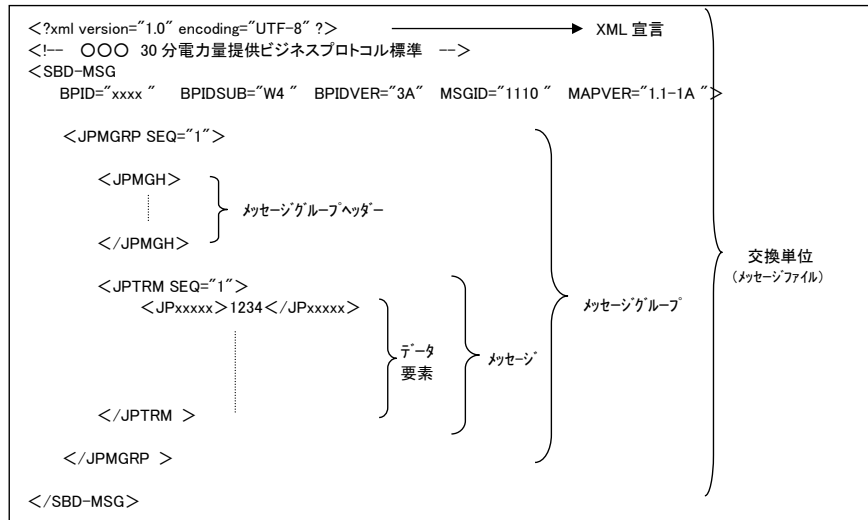 <?xml version="1.0" encoding="UTF-8" ?> XML 宣言
<!-- 〇〇〇 30 分電力量提供ビジネスプロトコル標準 -->
<SBD-MSG
BPID="xxxx " BPIDSUB="W4 " BPIDVER="3A" MSGID="1110 " MAPVER="1.1-1A ">
<JPMGRP SEQ="1">
<JPMGH>
メッセージグループヘッダー
</JPMGH>
交換単位
(メッセージファイル)
<JPTRM SEQ="1">
<JPxxxxx>1234</JPxxxxx>
メッセージグループ
データ
要素
メッセージ
</JPTRM >
</JPMGRP >
</SBD-MSG>